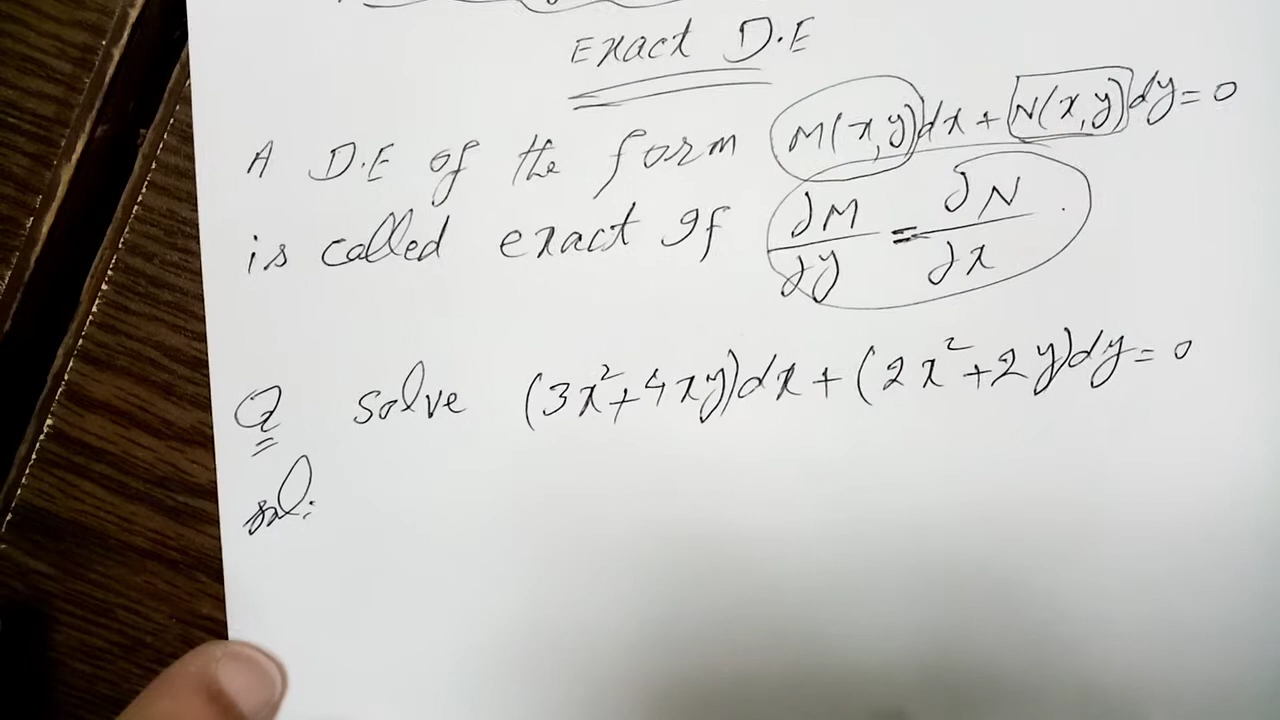 Exact D.E
A D.E of the form M(x,y)dx + N(x,y)dy = 0
is called exact If ∂M/∂y = ∂N/∂x
Q solve (3x²+4xy)dx + (2x²+2y)dy = 0
sol: